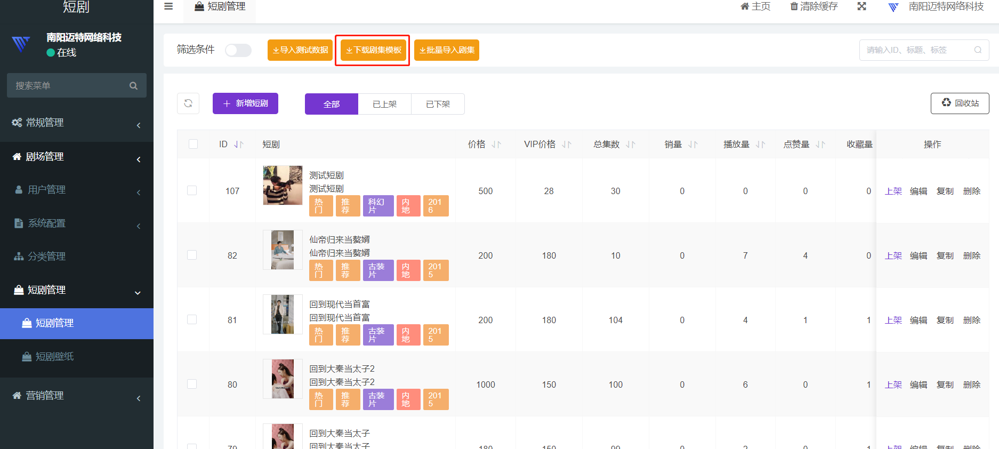 短剧
短剧管理
主页
清除缓存
南阳迈特网络科技
南阳迈特网络科技
在线
搜索菜单
常规管理
剧场管理
用户管理
系统配置
分类管理
短剧管理
短剧管理
短剧壁纸
营销管理
筛选条件
导入测试数据
下载剧集模板
批量导入剧集
请输入ID、标题、标签
新增短剧
全部
已上架
已下架
回收站
ID 短剧 价格 VIP价格 总集数 销量 播放量 点赞量 收藏量 操作
测试短剧
测试短剧
热门 推荐 科幻片 内地 2016
107 500 28 30 0 0 0 0 上架 编辑 复制 删除
仙帝归来当赘婿
仙帝归来当赘婿
热门 推荐 古装片 内地 2015
82 200 180 10 0 7 4 0 上架 编辑 复制 删除
回到现代当首富
回到现代当首富
热门 推荐 古装片 内地 2015
81 200 180 104 0 4 1 1 上架 编辑 复制 删除
回到大秦当太子2
回到大秦当太子2
热门 推荐 古装片 内地 2015
80 1000 150 100 0 6 0 1 上架 编辑 复制 删除
回到大秦当太子
回到大秦当太子
79 180 150 99 0 2 0 1 上架 编辑 复制 删除